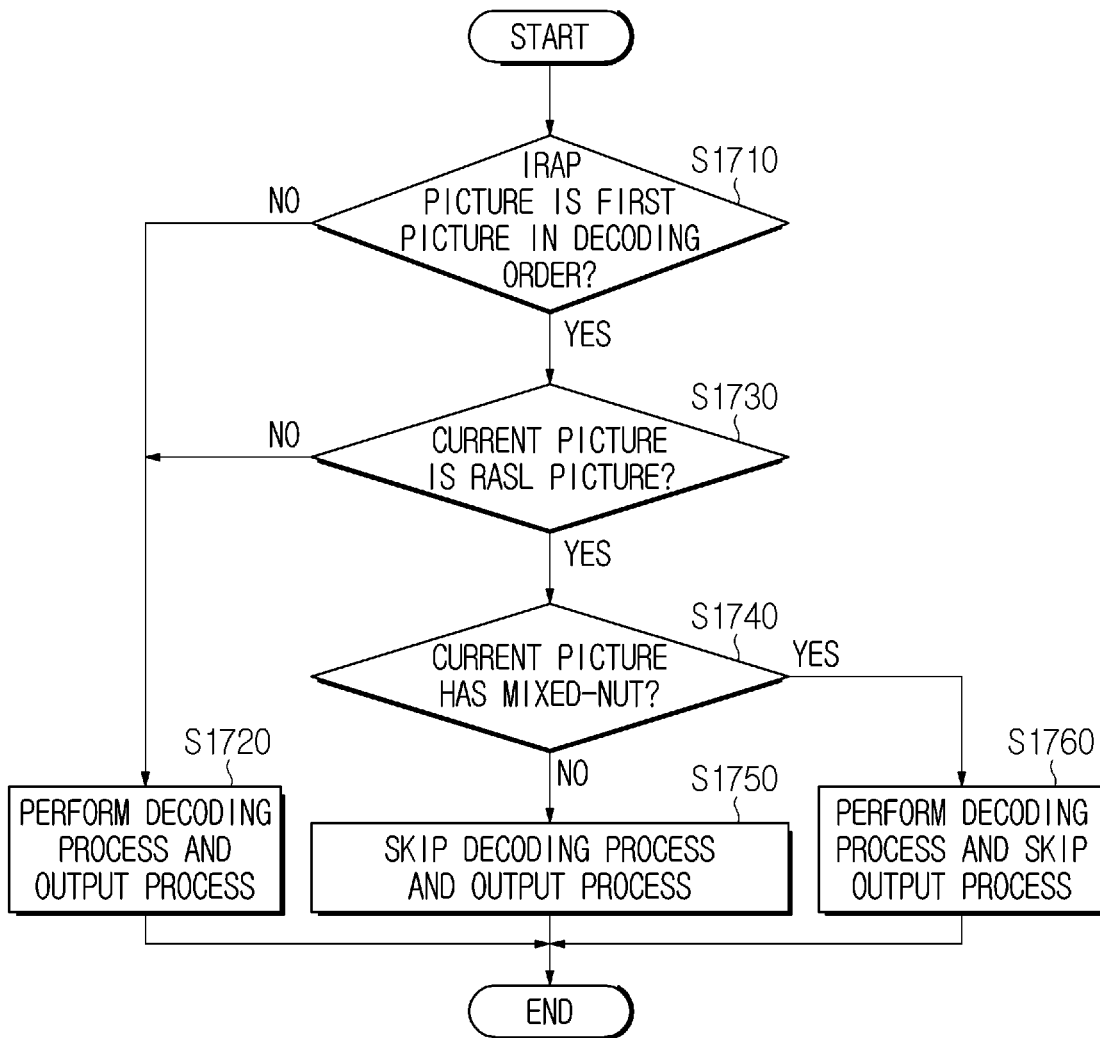 START
S1710
IRAP
PICTURE IS FIRST
PICTURE IN DECODING
ORDER?
NO
YES
S1730
CURRENT PICTURE
IS RASL PICTURE?
NO
YES
S1740
CURRENT PICTURE
HAS MIXED-NUT?
YES
NO
S1720
PERFORM DECODING
PROCESS AND
OUTPUT PROCESS
S1750
SKIP DECODING PROCESS
AND OUTPUT PROCESS
S1760
PERFORM DECODING
PROCESS AND SKIP
OUTPUT PROCESS
END